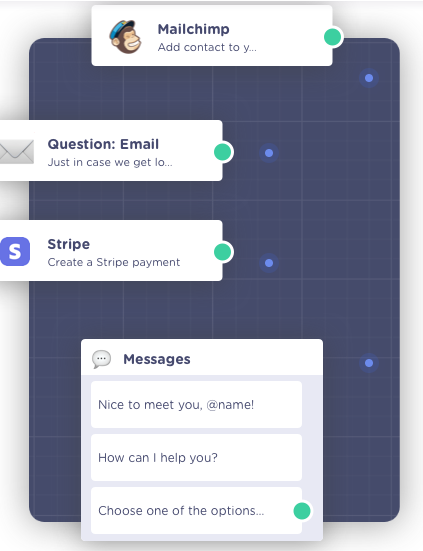 Mailchimp
Add contact to y...
Question: Email
Just in case we get lo...
S
Stripe
Create a Stripe payment
Messages
Nice to meet you, @name!
How can I help you?
Choose one of the options...